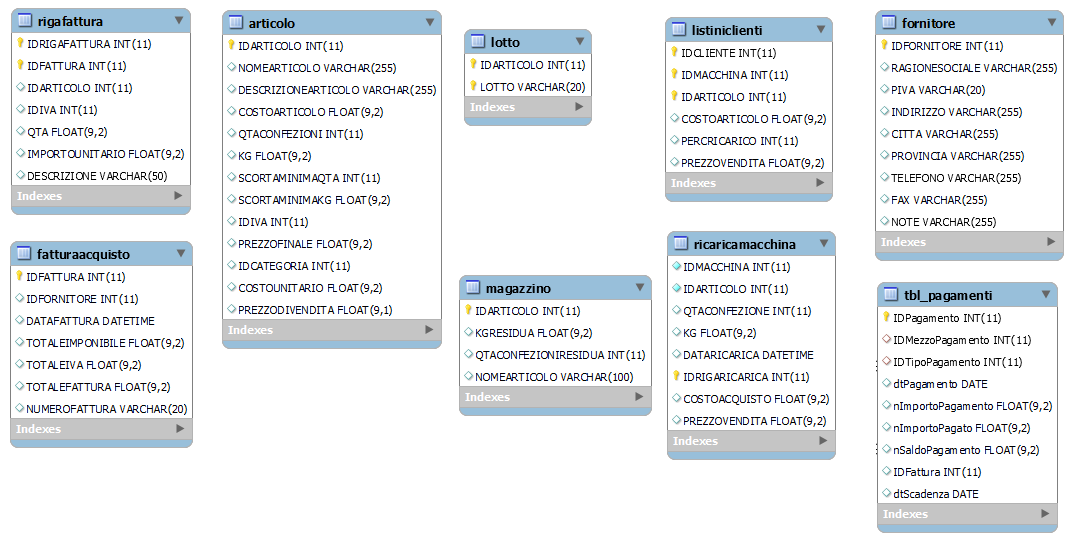 rigafattura
IDRIGAFATTURA INT(11)
IDFATTURA INT(11)
IDARTICOLO INT(11)
IDIVA INT(11)
QTA FLOAT(9,2)
IMPORTOUNITARIO FLOAT(9,2)
DESCRIZIONE VARCHAR(50)
Indexes
fatturaacquisto
IDFATTURA INT(11)
IDFORNITORE INT(11)
DATAFATTURA DATETIME
TOTALEIMPONIBILE FLOAT(9,2)
TOTALEIVA FLOAT(9,2)
TOTALEFATTURA FLOAT(9,2)
NUMEROFATTURA VARCHAR(20)
Indexes
articolo
IDARTICOLO INT(11)
NOMEARTICOLO VARCHAR(255)
DESCRIZIONEARTICOLO VARCHAR(255)
COSTOARTICOLO FLOAT(9,2)
QTACONFEZIONI INT(11)
KG FLOAT(9,2)
SCORTAMINIMAQTA INT(11)
SCORTAMINIMAKG FLOAT(9,2)
IDIVA INT(11)
PREZZOFINALE FLOAT(9,2)
IDCATEGORIA INT(11)
COSTOUNITARIO FLOAT(9,2)
PREZZODIVENDITA FLOAT(9,1)
Indexes
lotto
IDARTICOLO INT(11)
LOTTO VARCHAR(20)
Indexes
magazzino
IDARTICOLO INT(11)
KGRESIDUA FLOAT(9,2)
QTACONFEZIONIRESIDUA INT(11)
NOMEARTICOLO VARCHAR(100)
Indexes
listiniclienti
IDCLIENTE INT(11)
IDMACCHINA INT(11)
IDARTICOLO INT(11)
COSTOARTICOLO FLOAT(9,2)
PERCRICARICO INT(11)
PREZZOVENDITA FLOAT(9,2)
Indexes
ricaricamacchina
IDMACCHINA INT(11)
IDARTICOLO INT(11)
QTACONFEZIONE INT(11)
KG FLOAT(9,2)
DATARICARICA DATETIME
IDRIGARICARICA INT(11)
COSTOACQUISTO FLOAT(9,2)
PREZZOVENDITA FLOAT(9,2)
Indexes
fornitore
IDFORNITORE INT(11)
RAGIONESOCIALE VARCHAR(255)
PIVA VARCHAR(20)
INDIRIZZO VARCHAR(255)
CITTA VARCHAR(255)
PROVINCIA VARCHAR(255)
TELEFONO VARCHAR(255)
FAX VARCHAR(255)
NOTE VARCHAR(255)
Indexes
tbl_pagamenti
IDPagamento INT(11)
IDMezzoPagamento INT(11)
IDTipoPagamento INT(11)
dtPagamento DATE
nImportoPagamento FLOAT(9,2)
nImportoPagato FLOAT(9,2)
nSaldoPagamento FLOAT(9,2)
IDFattura INT(11)
dtScadenza DATE
Indexes